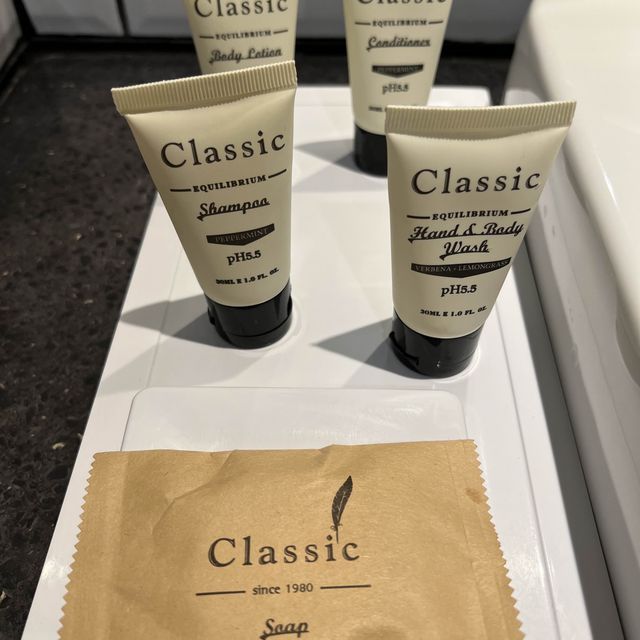 Classic
EQUILIBRIUM
Body Lotion
Classic
EQUILIBRIUM
Conditioner
PEPPERMINT
pH5.5
Classic
EQUILIBRIUM
Shampoo
PEPPERMINT
pH5.5
30ML E 1.0 FL OZ.
Classic
EQUILIBRIUM
Hand & Body
Wash
VERBENA + LEMONGRASS
pH5.5
30ML E 1.0 FL OZ.
Classic
since 1980
Soap